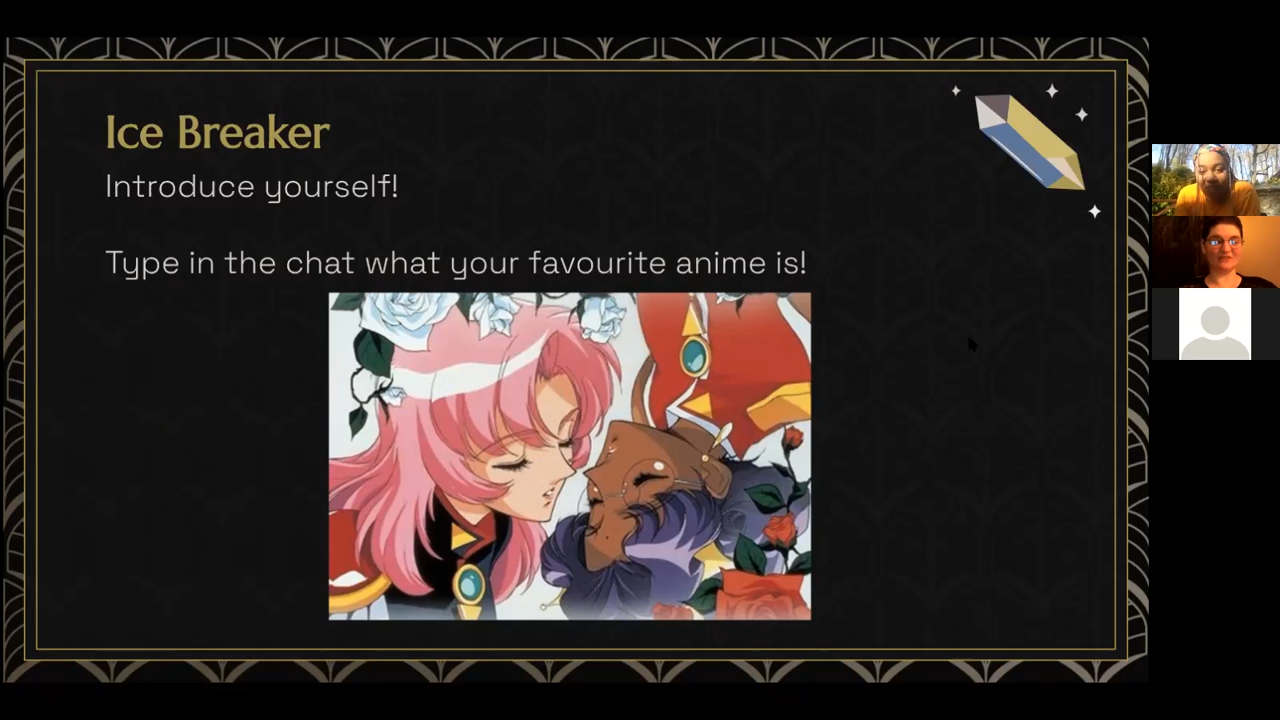 Ice Breaker
Introduce yourself!
Type in the chat what your favourite anime is!